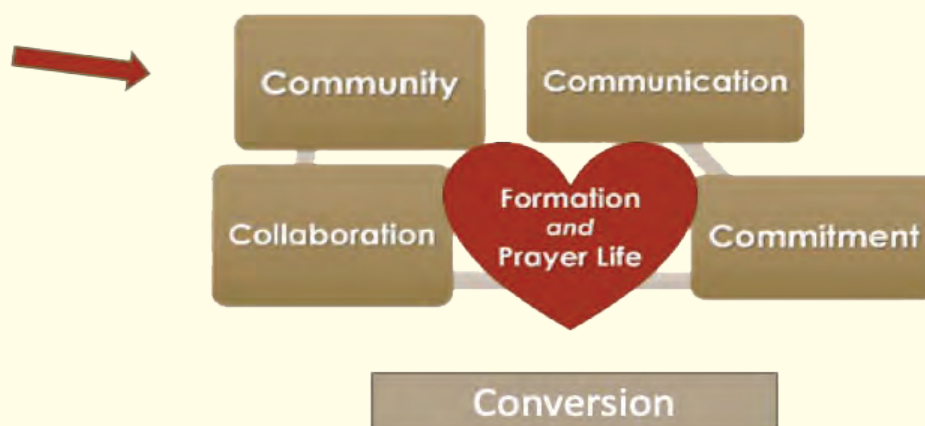 Community
Communication
Collaboration
Formation
and
Prayer Life
Commitment
Conversion